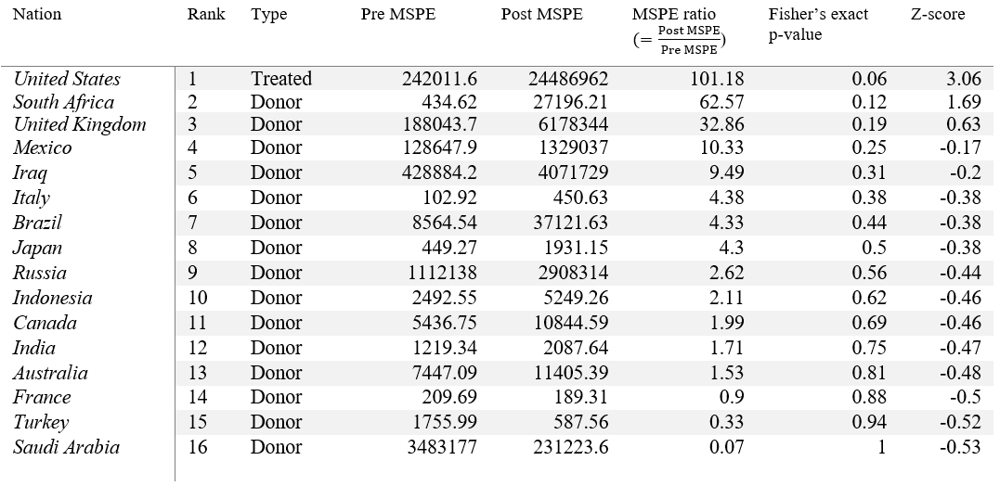 Nation Rank Type Pre MSPE Post MSPE MSPE ratio Fisher’s exact Z-score
(= Post MSPE / Pre MSPE) p-value
United States 1 Treated 242011.6 24486962 101.18 0.06 3.06
South Africa 2 Donor 434.62 27196.21 62.57 0.12 1.69
United Kingdom 3 Donor 188043.7 6178344 32.86 0.19 0.63
Mexico 4 Donor 128647.9 1329037 10.33 0.25 -0.17
Iraq 5 Donor 428884.2 4071729 9.49 0.31 -0.2
Italy 6 Donor 102.92 450.63 4.38 0.38 -0.38
Brazil 7 Donor 8564.54 37121.63 4.33 0.44 -0.38
Japan 8 Donor 449.27 1931.15 4.3 0.5 -0.38
Russia 9 Donor 1112138 2908314 2.62 0.56 -0.44
Indonesia 10 Donor 2492.55 5249.26 2.11 0.62 -0.46
Canada 11 Donor 5436.75 10844.59 1.99 0.69 -0.46
India 12 Donor 1219.34 2087.64 1.71 0.75 -0.47
Australia 13 Donor 7447.09 11405.39 1.53 0.81 -0.48
France 14 Donor 209.69 189.31 0.9 0.88 -0.5
Turkey 15 Donor 1755.99 587.56 0.33 0.94 -0.52
Saudi Arabia 16 Donor 3483177 231223.6 0.07 1 -0.53